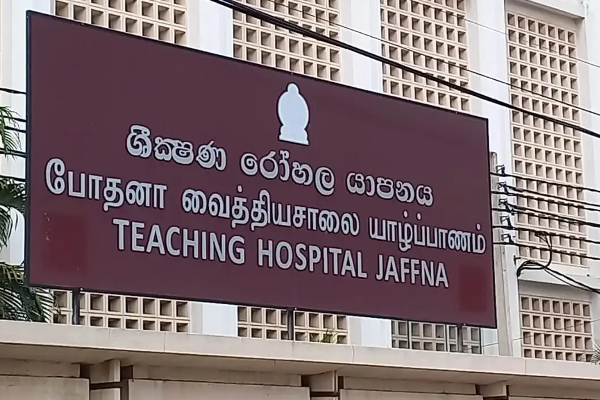 ශික්ෂණ රෝහල යාපනය
போதனா வைத்தியசாலை யாழ்ப்பாணம்
TEACHING HOSPITAL JAFFNA